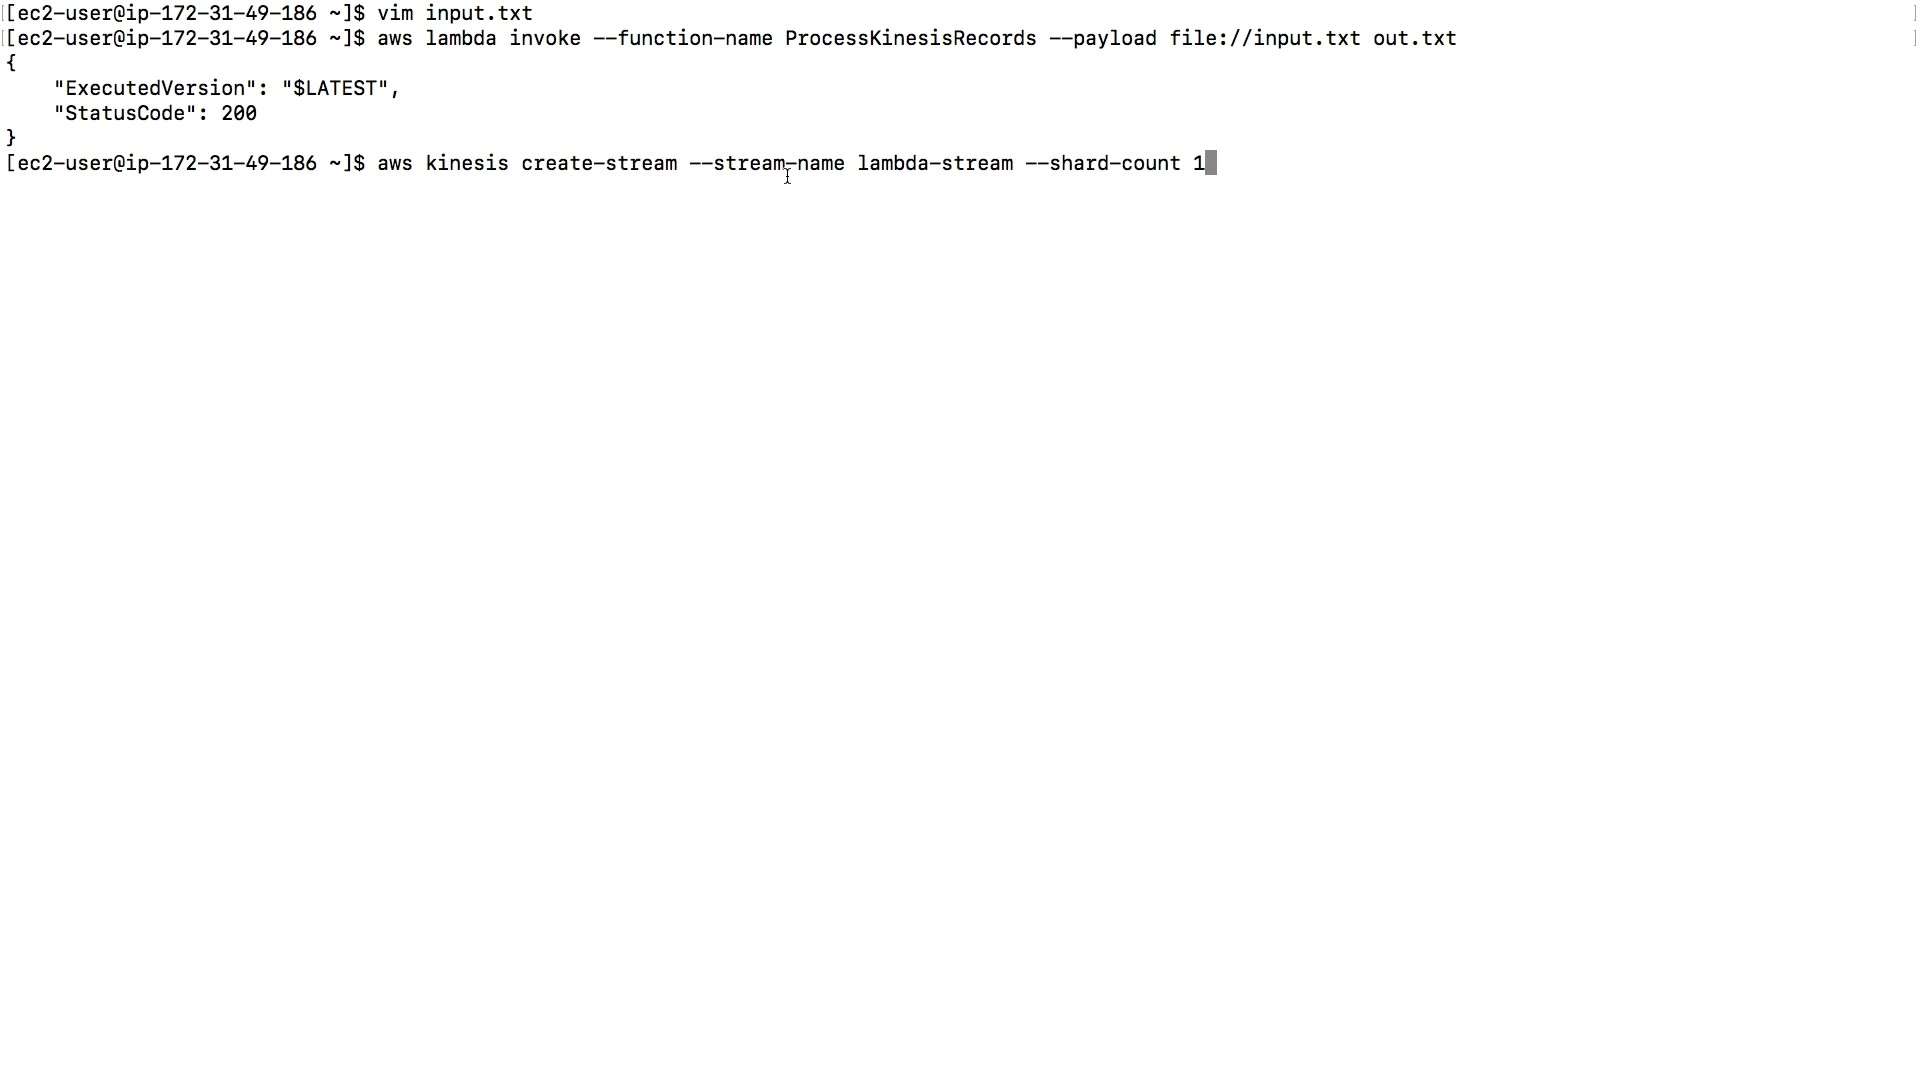 [ec2-user@ip-172-31-49-186 ~]$ vim input.txt
[ec2-user@ip-172-31-49-186 ~]$ aws lambda invoke --function-name ProcessKinesisRecords --payload file://input.txt out.txt
{
    "ExecutedVersion": "$LATEST",
    "StatusCode": 200
}
[ec2-user@ip-172-31-49-186 ~]$ aws kinesis create-stream --stream-name lambda-stream --shard-count 1